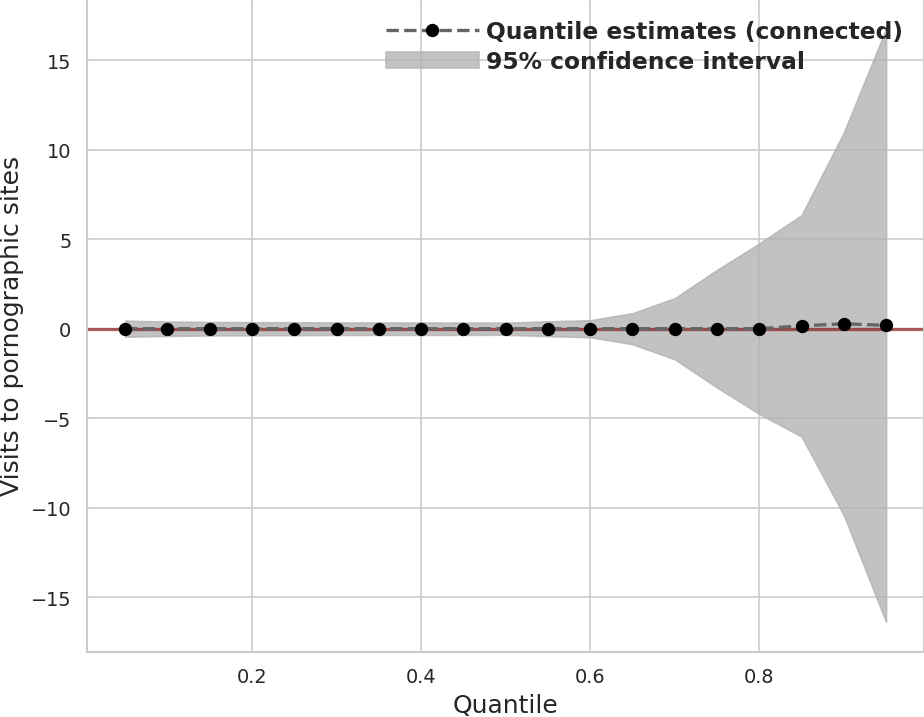 Quantile estimates (connected)
95% confidence interval
15
10
5
0
−5
−10
−15
Visits to pornographic sites
0.2
0.4
0.6
0.8
Quantile